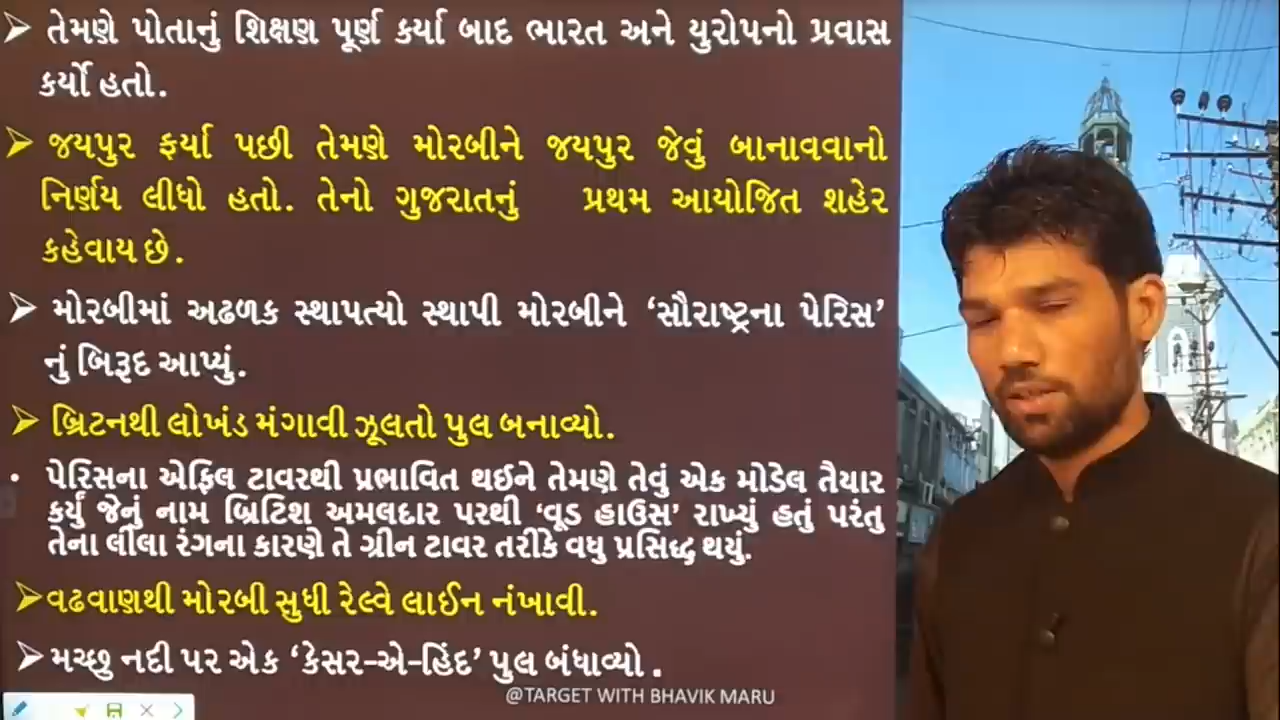 ➢ તેમણે પોતાનું શિક્ષણ પૂર્ણ કર્યા બાદ ભારત અને યુરોપનો પ્રવાસ
કર્યો હતો.
➢ જયપુર ફર્યા પછી તેમણે મોરબીને જયપુર જેવું બાનાવવાનો
નિર્ણય લીધો હતો. તેનો ગુજરાતનું પ્રથમ આયોજિત શહેર
કહેવાય છે.
➢ મોરબીમાં અઢળક સ્થાપત્યો સ્થાપી મોરબીને ‘સૌરાષ્ટ્રના પેરિસ’
નું બિરૂદ આપ્યું.
➢ બ્રિટનથી લોખંડ મંગાવી ઝૂલતો પુલ બનાવ્યો.
• પેરિસના એફિલ ટાવરથી પ્રભાવિત થઈને તેમણે તેવું એક મોડેલ તૈયાર
કર્યું જેનું નામ બ્રિટિશ અમલદાર પરથી ‘વૂડ હાઉસ’ રાખ્યું હતું પરંતુ
તેના લીલા રંગના કારણે તે ગ્રીન ટાવર તરીકે વધુ પ્રસિદ્ધ થયું.
➢વઢવાણથી મોરબી સુધી રેલ્વે લાઈન નંખાવી.
➢મચ્છુ નદી પર એક ‘કેસર-એ-હિંદ’ પુલ બંધાવ્યો .
@TARGET WITH BHAVIK MARU